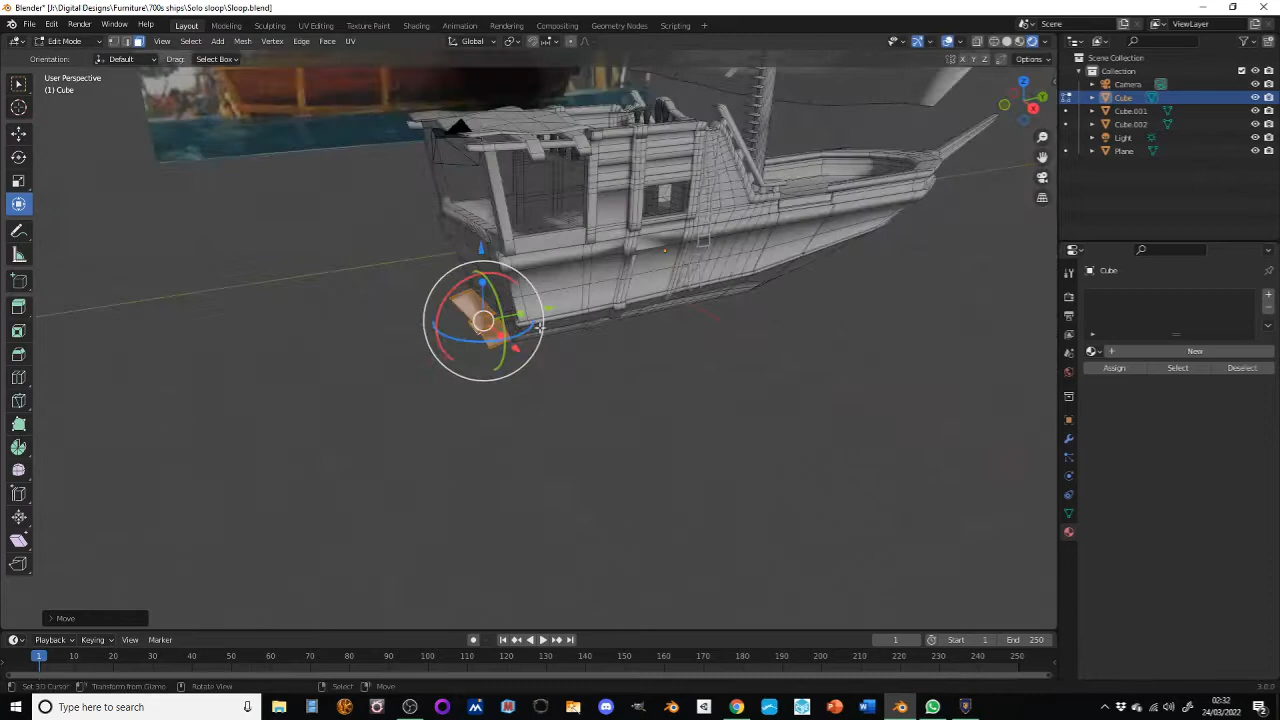 Blender* [J:\Digital Designs\Furniture\700s ships\Solo sloop\Sloop.blend]
File Edit Render Window Help Layout Modeling Sculpting UV Editing Texture Paint Shading Animation Rendering Compositing Geometry Nodes Scripting + Scene ViewLayer
Edit Mode View Select Add Mesh Vertex Edge Face UV Global
Orientation: Default Drag: Select Box X Y Z Options
User Perspective
(1) Cube
Scene Collection
Collection
Camera
Cube
Cube.001
Cube.002
Light
Plane
Cube
New
Assign Select Deselect
Move
Playback Keying View Marker 1 Start 1 End 250
1 10 20 30 40 50 60 70 80 90 100 110 120 130 140 150 160 170 180 190 200 210 220 230 240 250
Set 3D Cursor Transform from Gizmo Rotate View Select Move 3.0.0
Type here to search
02:32
24/03/2022